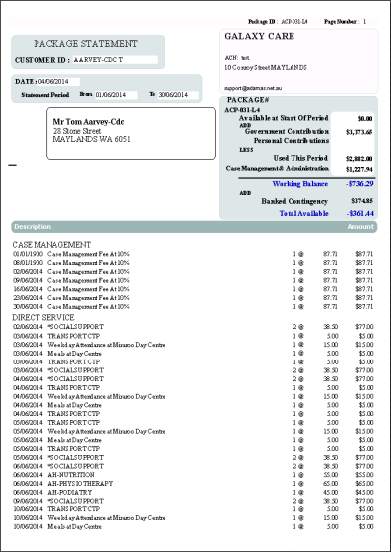 Package ID : ACP-031-L4 Page Number : 1
PACKAGE STATEMENT
CUSTOMER ID : AARVEY-CDC T
GALAXY CARE
ACH: test.
10 Conway Street MAYLANDS
support@adamas.net.au
DATE : 04/06/2014
Statement Period From 01/06/2014 To 30/06/2014
Mr Tom Aarvey-Cdc
28 Stone Street
MAYLANDS WA 6051
PACKAGE#
ACP-031-L4
Available at Start Of Period $0.00
ADD
Government Contribution $3,373.65
Personal Contributions
LESS
Used This Period $2,882.00
Care Management & Administration $1,227.94
Working Balance -$736.29
ADD
Banked Contingency $374.85
Total Available -$361.44
Description Amount
CASE MANAGEMENT
01/01/1910 Case Management Fee At 10% 1 @ 87.71 $87.71
08/01/1910 Case Management Fee At 10% 1 @ 87.71 $87.71
02/06/2014 Case Management Fee At 10% 1 @ 87.71 $87.71
09/06/2014 Case Management Fee At 10% 1 @ 87.71 $87.71
16/06/2014 Case Management Fee At 10% 1 @ 87.71 $87.71
23/06/2014 Case Management Fee At 10% 1 @ 87.71 $87.71
30/06/2014 Case Management Fee At 10% 1 @ 87.71 $87.71
DIRECT SERVICE
02/06/2014 *SOCIAL SUPPORT 2 @ 38.50 $77.00
03/06/2014 TRANSPORT CTP 1 @ 5.00 $5.00
03/06/2014 Weekday Attendance at Mirazoo Day Centre 1 @ 15.00 $15.00
03/06/2014 Meals at Day Centre 1 @ 5.00 $5.00
03/06/2014 TRANSPORT CTP 1 @ 5.00 $5.00
03/06/2014 *SOCIAL SUPPORT 2 @ 38.50 $77.00
04/06/2014 *SOCIAL SUPPORT 2 @ 38.50 $77.00
04/06/2014 TRANSPORT CTP 1 @ 5.00 $5.00
04/06/2014 Weekday Attendance at Mirazoo Day Centre 1 @ 15.00 $15.00
04/06/2014 Meals at Day Centre 1 @ 5.00 $5.00
04/06/2014 TRANSPORT CTP 1 @ 5.00 $5.00
05/06/2014 TRANSPORT CTP 1 @ 5.00 $5.00
05/06/2014 Weekday Attendance at Mirazoo Day Centre 1 @ 15.00 $15.00
05/06/2014 Meals at Day Centre 1 @ 5.00 $5.00
05/06/2014 TRANSPORT CTP 1 @ 5.00 $5.00
05/06/2014 *SOCIAL SUPPORT 2 @ 38.50 $77.00
06/06/2014 *SOCIAL SUPPORT 2 @ 38.50 $77.00
06/06/2014 AH-NUTRITION 1 @ 55.00 $55.00
06/06/2014 AH-PHYSIOTHERAPY 1 @ 65.00 $65.00
06/06/2014 AH-PODIATRY 1 @ 45.00 $45.00
09/06/2014 *SOCIAL SUPPORT 2 @ 38.50 $77.00
10/06/2014 TRANSPORT CTP 1 @ 5.00 $5.00
10/06/2014 Weekday Attendance at Mirazoo Day Centre 1 @ 15.00 $15.00
10/06/2014 Meals at Day Centre 1 @ 5.00 $5.00